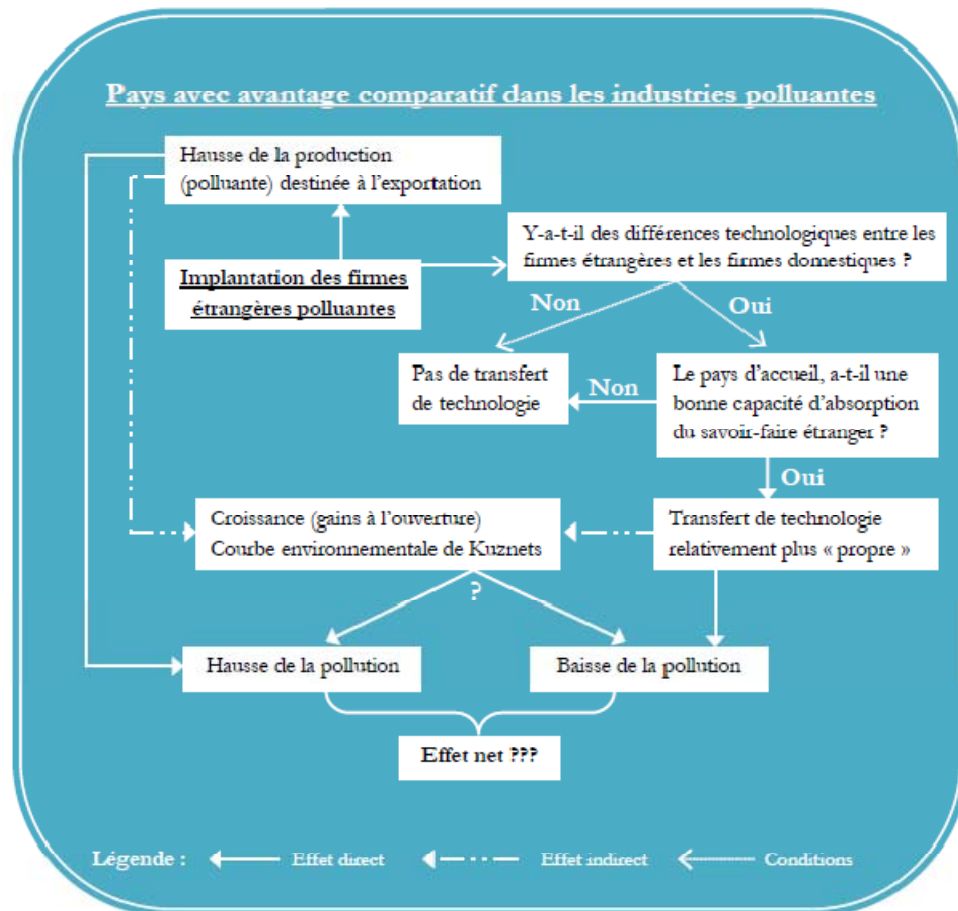 Pays avec avantage comparatif dans les industries polluantes
Hausse de la production
(polluante) destinée à l'exportation
Y-a-t-il des différences technologiques entre les
firmes étrangères et les firmes domestiques ?
Implantation des firmes
étrangères polluantes
Non
Oui
Pas de transfert
de technologie
Non
Le pays d'accueil, a-t-il une
bonne capacité d'absorption
du savoir-faire étranger ?
Oui
Croissance (gains à l'ouverture)
Courbe environnementale de Kuznets
Transfert de technologie
relativement plus « propre »
?
Hausse de la pollution
Baisse de la pollution
Effet net ???
Légende :
Effet direct
Effet indirect
Conditions